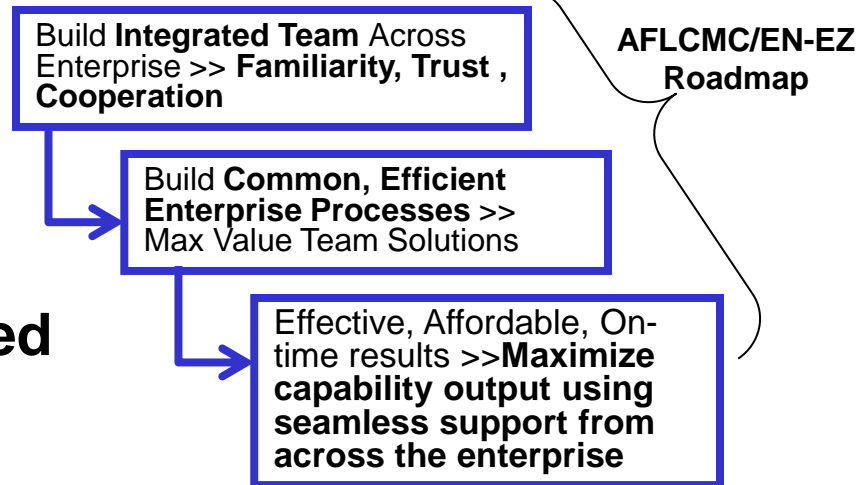 Build Integrated Team Across
Enterprise >> Familiarity, Trust ,
Cooperation
AFLCMC/EN-EZ
Roadmap
Build Common, Efficient
Enterprise Processes >>
Max Value Team Solutions
ed
Effective, Affordable, On-
time results >>Maximize
capability output using
seamless support from
across the enterprise